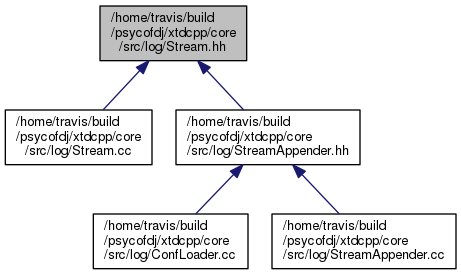 /home/travis/build
/psycofdj/xtdcpp/core
/src/log/Stream.hh
/home/travis/build
/psycofdj/xtdcpp/core
/src/log/Stream.cc
/home/travis/build
/psycofdj/xtdcpp/core
/src/log/StreamAppender.hh
/home/travis/build
/psycofdj/xtdcpp/core
/src/log/ConfLoader.cc
/home/travis/build
/psycofdj/xtdcpp/core
/src/log/StreamAppender.cc